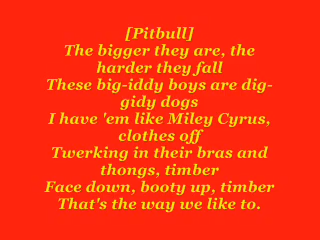 [Pitbull]
The bigger they are, the
harder they fall
These big-iddy boys are dig-
gidy dogs
I have 'em like Miley Cyrus,
clothes off
Twerking in their bras and
thongs, timber
Face down, booty up, timber
That's the way we like to.